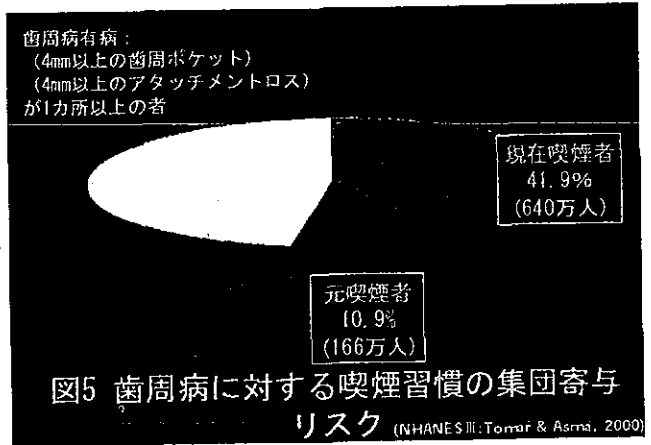 歯周病有病：
（4mm以上の歯周ポケット）
（4mm以上のアタッチメントロス）
が1カ所以上の者
現在喫煙者
41.9%
（640万人）
元喫煙者
10.9%
（166万人）
図5 歯周病に対する喫煙習慣の集団寄与
リスク (NHANESⅢ:Tomar & Asma, 2000)